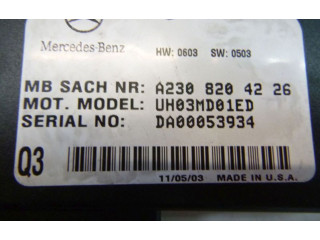 Mercedes-Benz HW: 0603 SW: 0503
MB SACH NR: A230 820 42 26
MOT. MODEL: UH03MD01ED
SERIAL NO: DA00053934
Q3
11/05/03 MADE IN U.S.A.